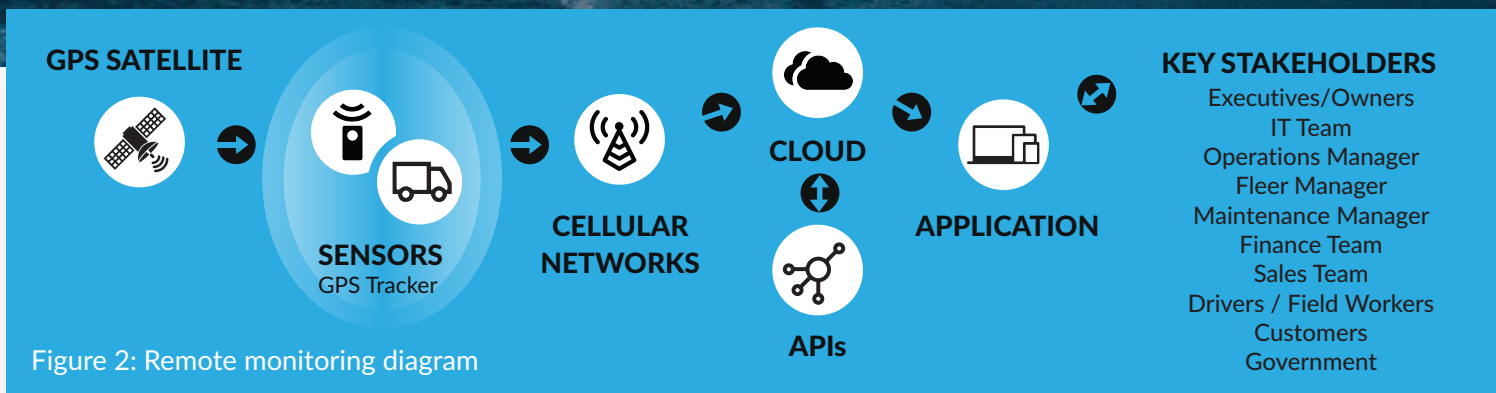 GPS SATELLITE
SENSORS
GPS Tracker
CELLULAR
NETWORKS
CLOUD
APIs
APPLICATION
KEY STAKEHOLDERS
Executives/Owners
IT Team
Operations Manager
Fleer Manager
Maintenance Manager
Finance Team
Sales Team
Drivers / Field Workers
Customers
Government
Figure 2: Remote monitoring diagram